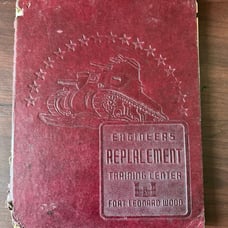 ENGINEERS
REPLACEMENT
TRAINING CENTER
FORT LEONARD WOOD